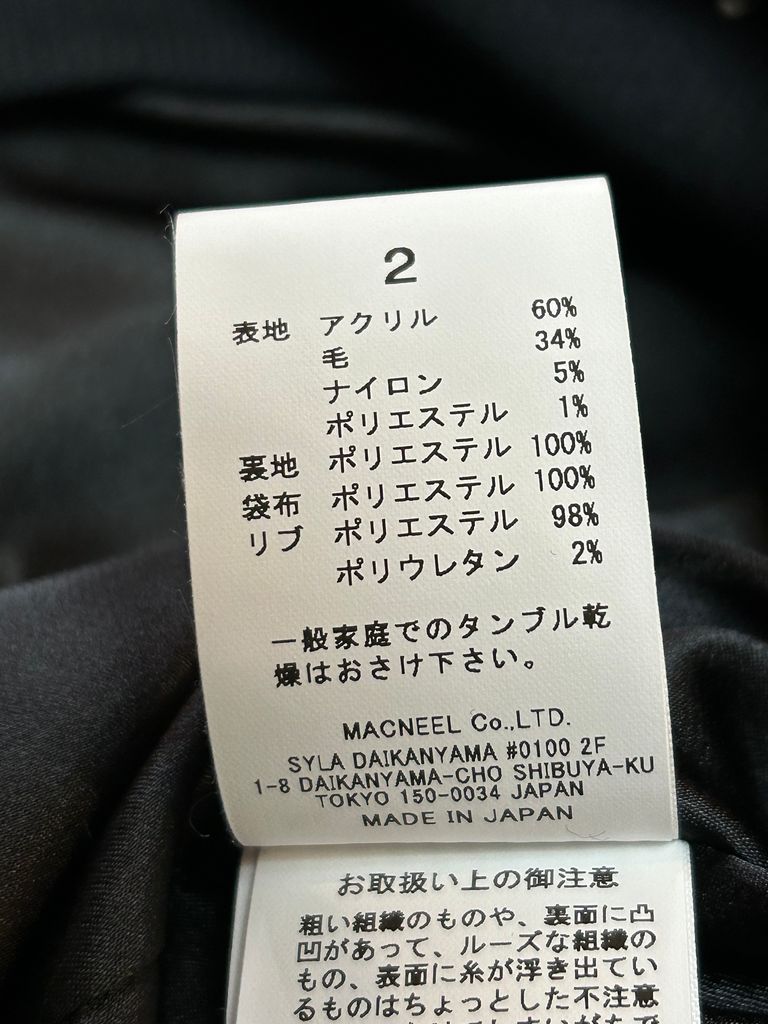 2
表地 アクリル 60%
毛 34%
ナイロン 5%
ポリエステル 1%
裏地 ポリエステル 100%
袋布 ポリエステル 100%
リブ ポリエステル 98%
ポリウレタン 2%
一般家庭でのタンブル乾
燥はおさけ下さい。
MACNEEL Co.,LTD.
SYLA DAIKANYAMA #0100 2F
1-8 DAIKANYAMA-CHO SHIBUYA-KU
TOKYO 150-0034 JAPAN
MADE IN JAPAN
お取扱い上の御注意
粗い組織のものや、裏面に凸
凹があって、ルーズな組織の
もの、表面に糸が浮き出てい
るものはちょっとした不注意